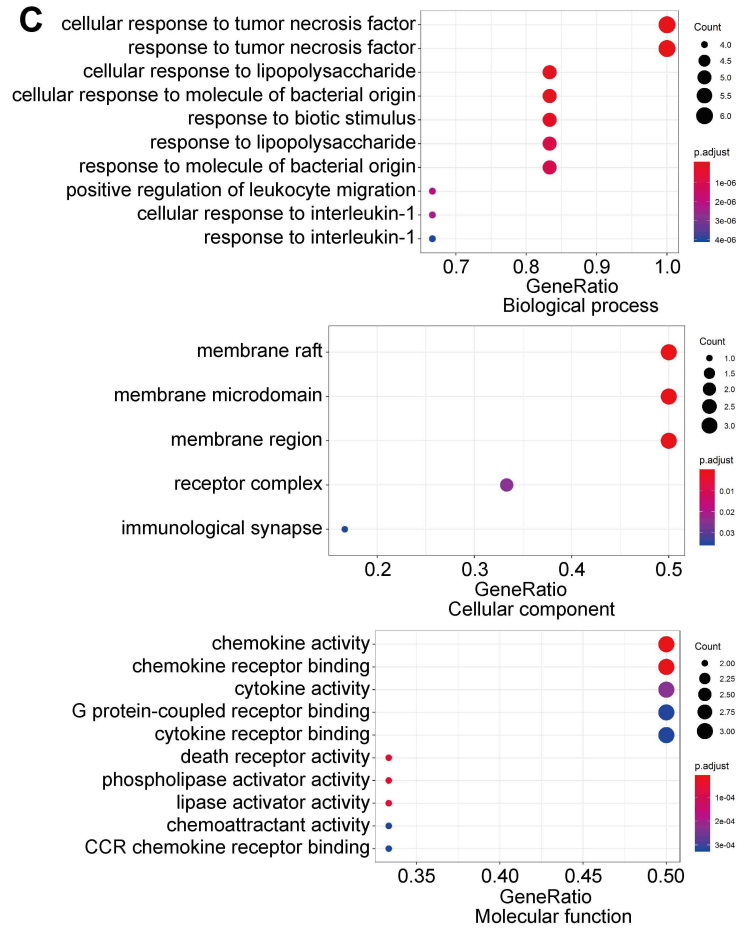 C
cellular response to tumor necrosis factor
response to tumor necrosis factor
cellular response to lipopolysaccharide
cellular response to molecule of bacterial origin
response to biotic stimulus
response to lipopolysaccharide
response to molecule of bacterial origin
positive regulation of leukocyte migration
cellular response to interleukin-1
response to interleukin-1
0.7 0.8 0.9 1.0
GeneRatio
Biological process
Count
4.0
4.5
5.0
5.5
6.0
p.adjust
1e-06
2e-06
3e-06
4e-06
membrane raft
membrane microdomain
membrane region
receptor complex
immunological synapse
0.2 0.3 0.4 0.5
GeneRatio
Cellular component
Count
1.0
1.5
2.0
2.5
3.0
p.adjust
0.01
0.02
0.03
chemokine activity
chemokine receptor binding
cytokine activity
G protein-coupled receptor binding
cytokine receptor binding
death receptor activity
phospholipase activator activity
lipase activator activity
chemoattractant activity
CCR chemokine receptor binding
0.35 0.40 0.45 0.50
GeneRatio
Molecular function
Count
2.00
2.25
2.50
2.75
3.00
p.adjust
1e-04
2e-04
3e-04